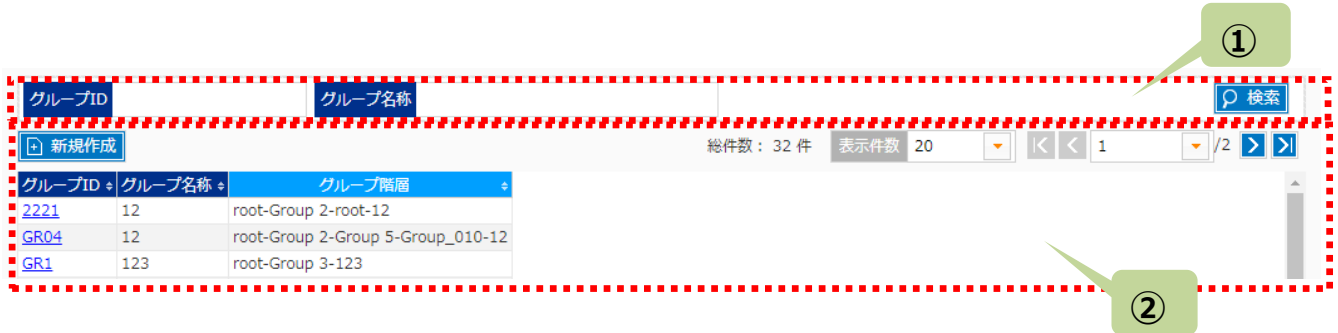 ①
グループID グループ名称 検索
新規作成 総件数： 32 件 表示件数 20 1 /2
グループID グループ名称 グループ階層
2221 12 root-Group 2-root-12
GR04 12 root-Group 2-Group 5-Group_010-12
GR1 123 root-Group 3-123
②